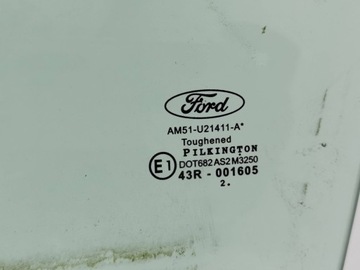 Ford
AM51-U21411-A*
Toughened
PILKINGTON
E1 DOT682 AS2 M3250
43R - 001605
2.